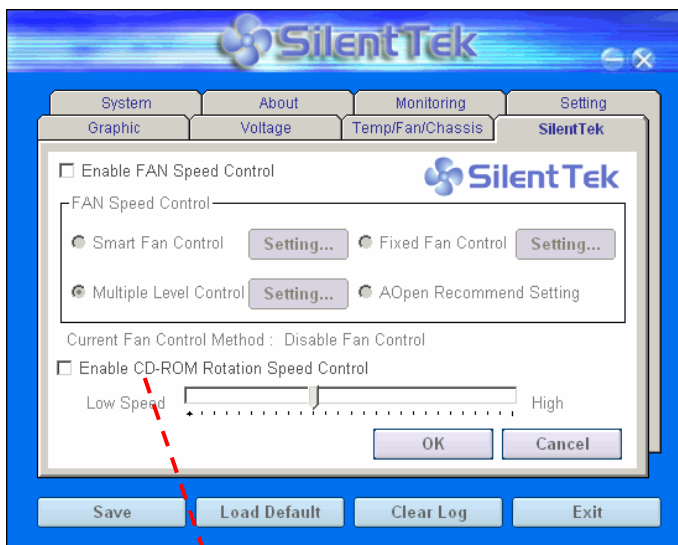 SilentTek
System About Monitoring Setting
Graphic Voltage Temp/Fan/Chassis SilentTek
Enable FAN Speed Control
SilentTek
FAN Speed Control
Smart Fan Control Setting... Fixed Fan Control Setting...
Multiple Level Control Setting... AOpen Recommend Setting
Current Fan Control Method : Disable Fan Control
Enable CD-ROM Rotation Speed Control
Low Speed High
OK Cancel
Save Load Default Clear Log Exit